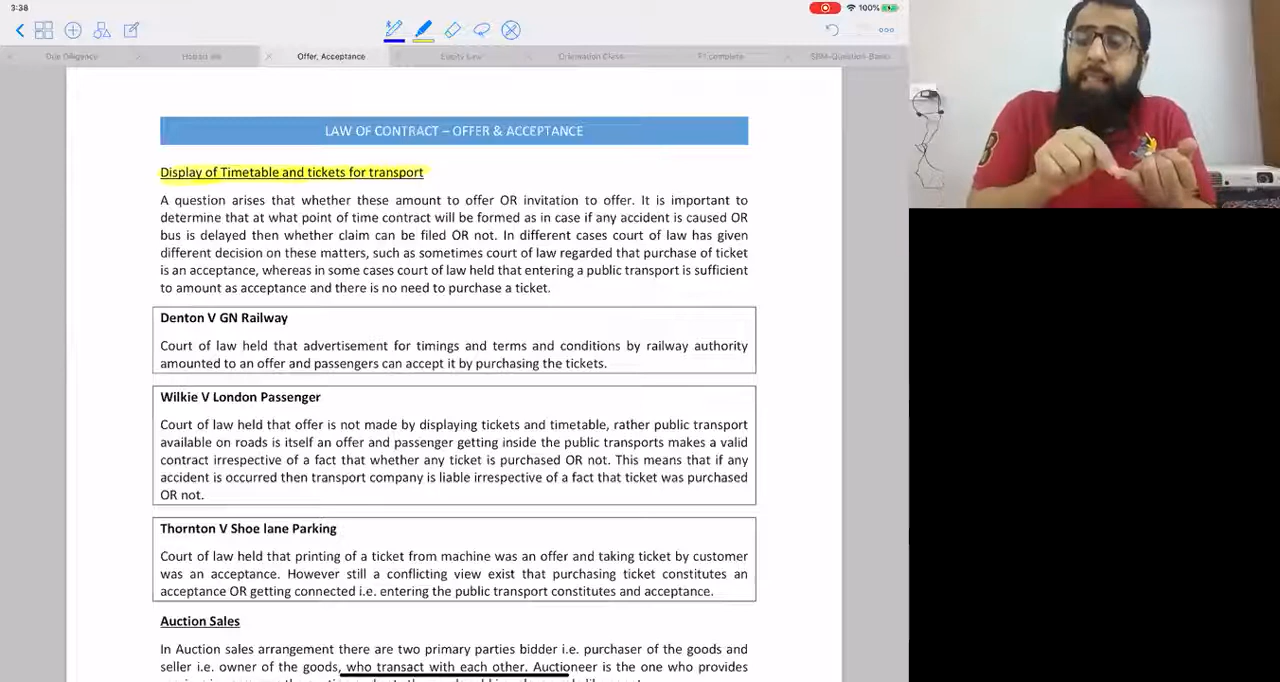 3:38
100%
Due Diligence
Offer, Acceptance
Equity Law
Orientation Class
F1 complete
SBM-Question Bank
LAW OF CONTRACT – OFFER & ACCEPTANCE
Display of Timetable and tickets for transport
A question arises that whether these amount to offer OR invitation to offer. It is important to
determine that at what point of time contract will be formed as in case if any accident is caused OR
bus is delayed then whether claim can be filed OR not. In different cases court of law has given
different decision on these matters, such as sometimes court of law regarded that purchase of ticket
is an acceptance, whereas in some cases court of law held that entering a public transport is sufficient
to amount as acceptance and there is no need to purchase a ticket.
Denton V GN Railway
Court of law held that advertisement for timings and terms and conditions by railway authority
amounted to an offer and passengers can accept it by purchasing the tickets.
Wilkie V London Passenger
Court of law held that offer is not made by displaying tickets and timetable, rather public transport
available on roads is itself an offer and passenger getting inside the public transports makes a valid
contract irrespective of a fact that whether any ticket is purchased OR not. This means that if any
accident is occurred then transport company is liable irrespective of a fact that ticket was purchased
OR not.
Thornton V Shoe lane Parking
Court of law held that printing of a ticket from machine was an offer and taking ticket by customer
was an acceptance. However still a conflicting view exist that purchasing ticket constitutes an
acceptance OR getting connected i.e. entering the public transport constitutes and acceptance.
Auction Sales
In Auction sales arrangement there are two primary parties bidder i.e. purchaser of the goods and
seller i.e. owner of the goods, who transact with each other. Auctioneer is the one who provides